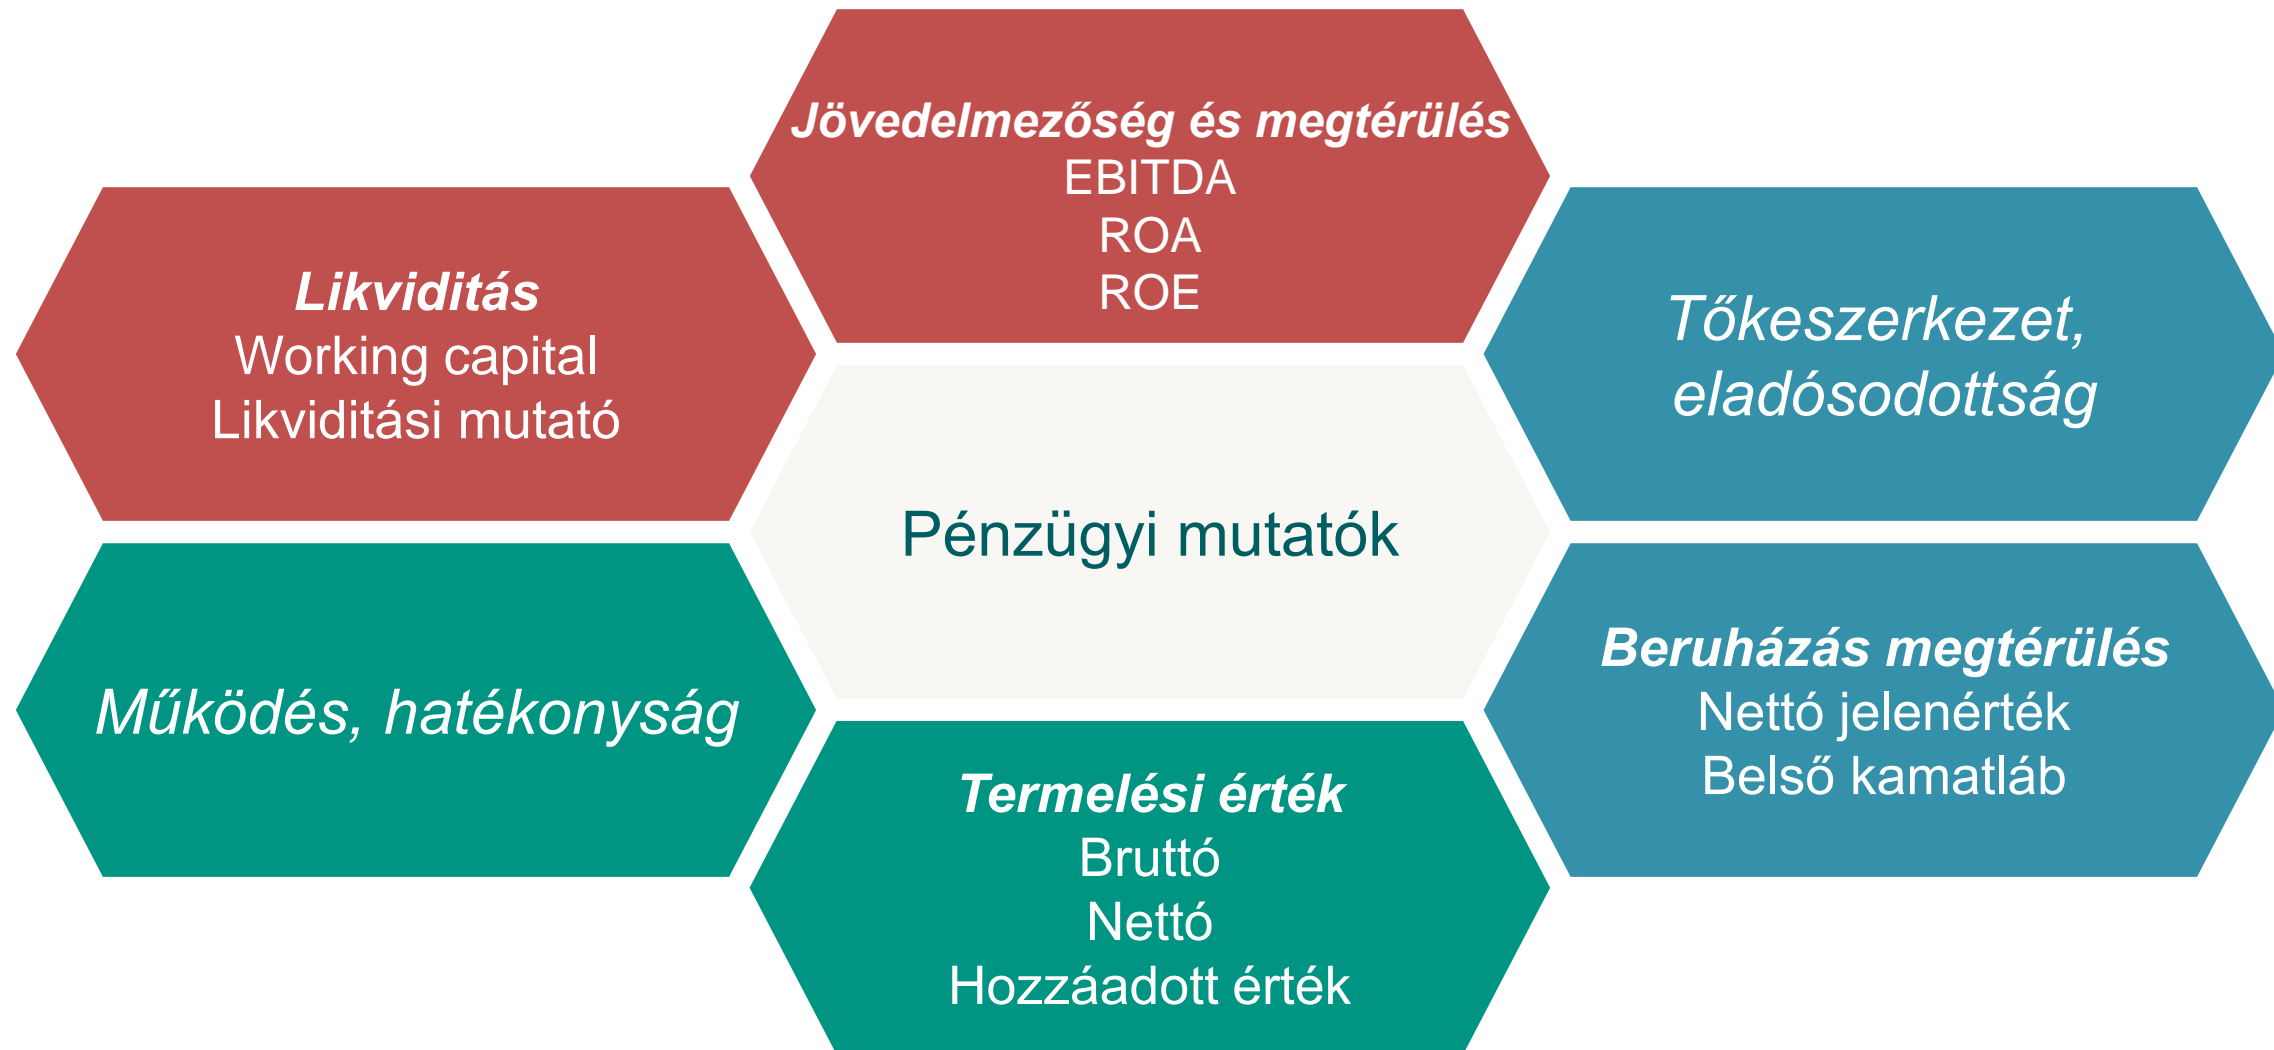 Jövedelmezőség és megtérülés
EBITDA
ROA
ROE
Likviditás
Working capital
Likviditási mutató
Tőkeszerkezet,
eladósodottság
Pénzügyi mutatók
Működés, hatékonyság
Beruházás megtérülés
Nettó jelenérték
Belső kamatláb
Termelési érték
Bruttó
Nettó
Hozzáadott érték